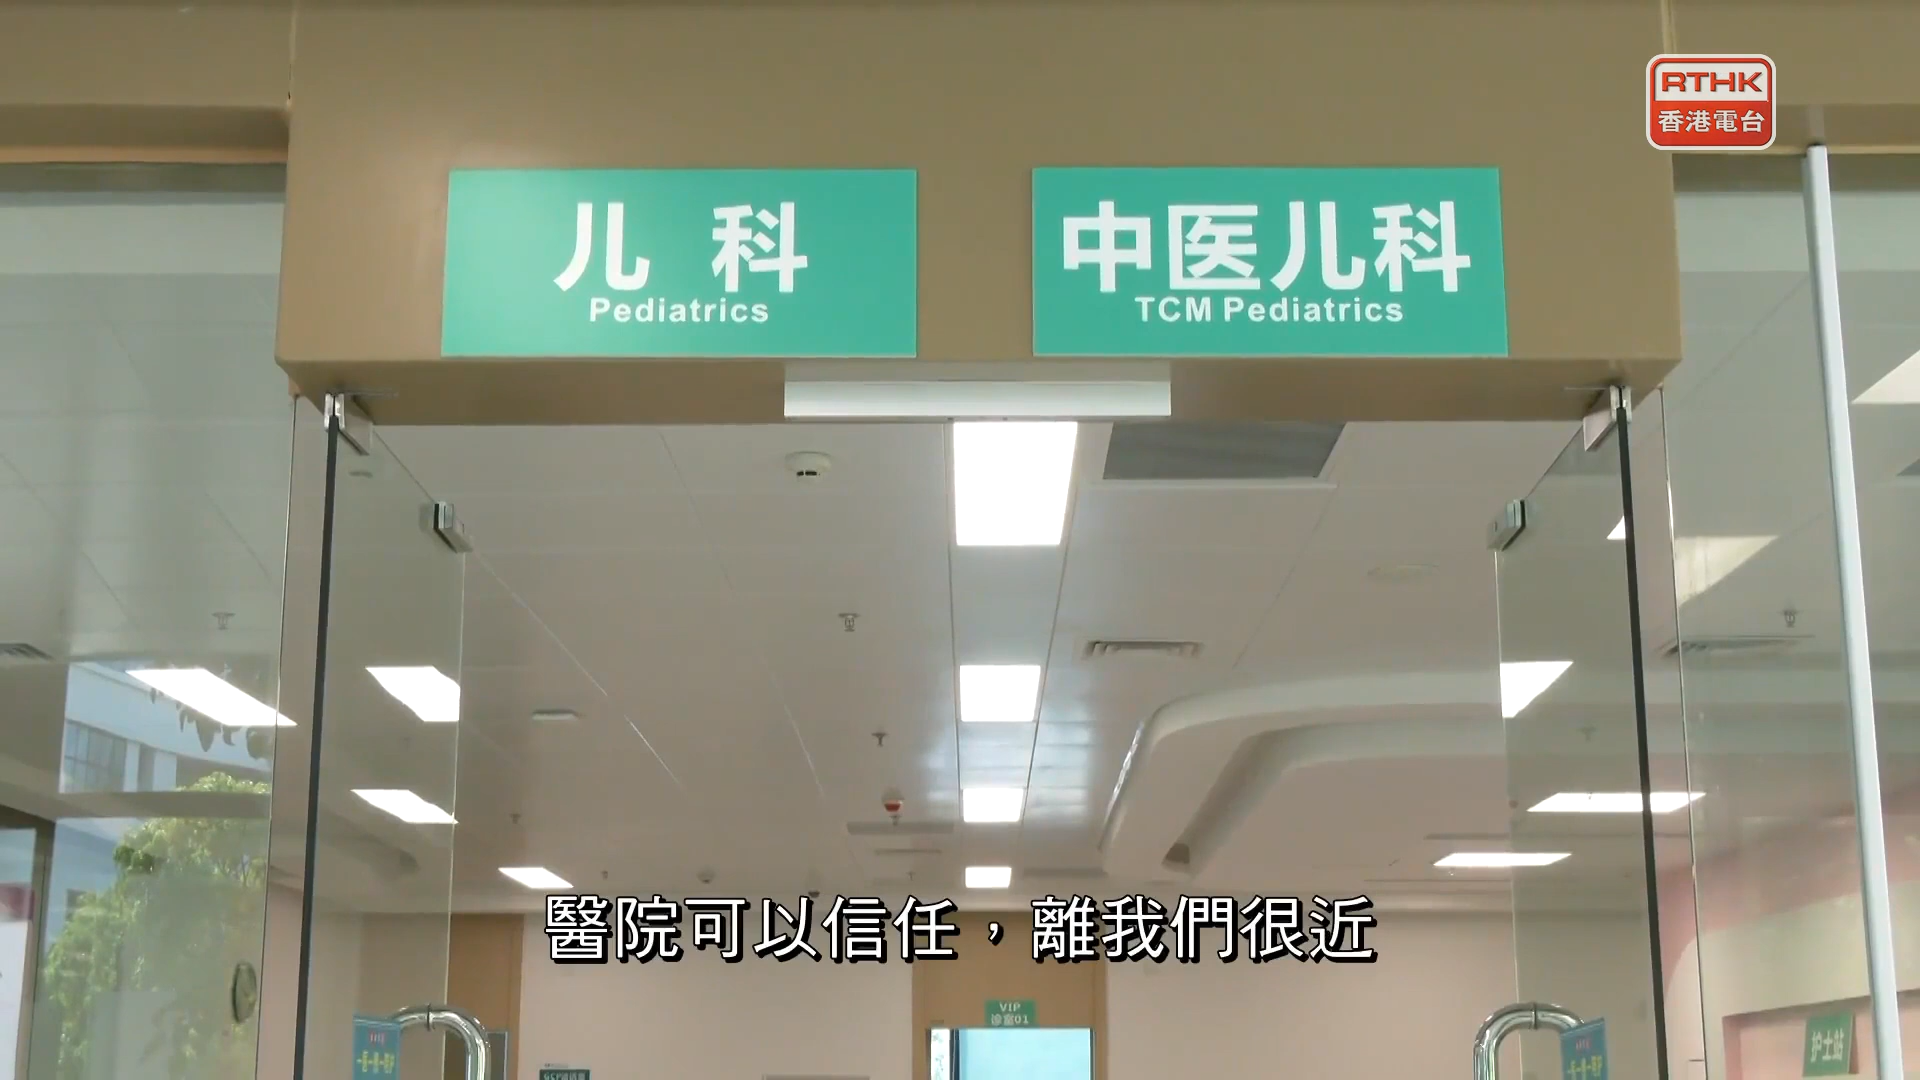 RTHK
香港電台
儿科
Pediatrics
中医儿科
TCM Pediatrics
醫院可以信任，離我們很近
VIP
诊室01
护士站